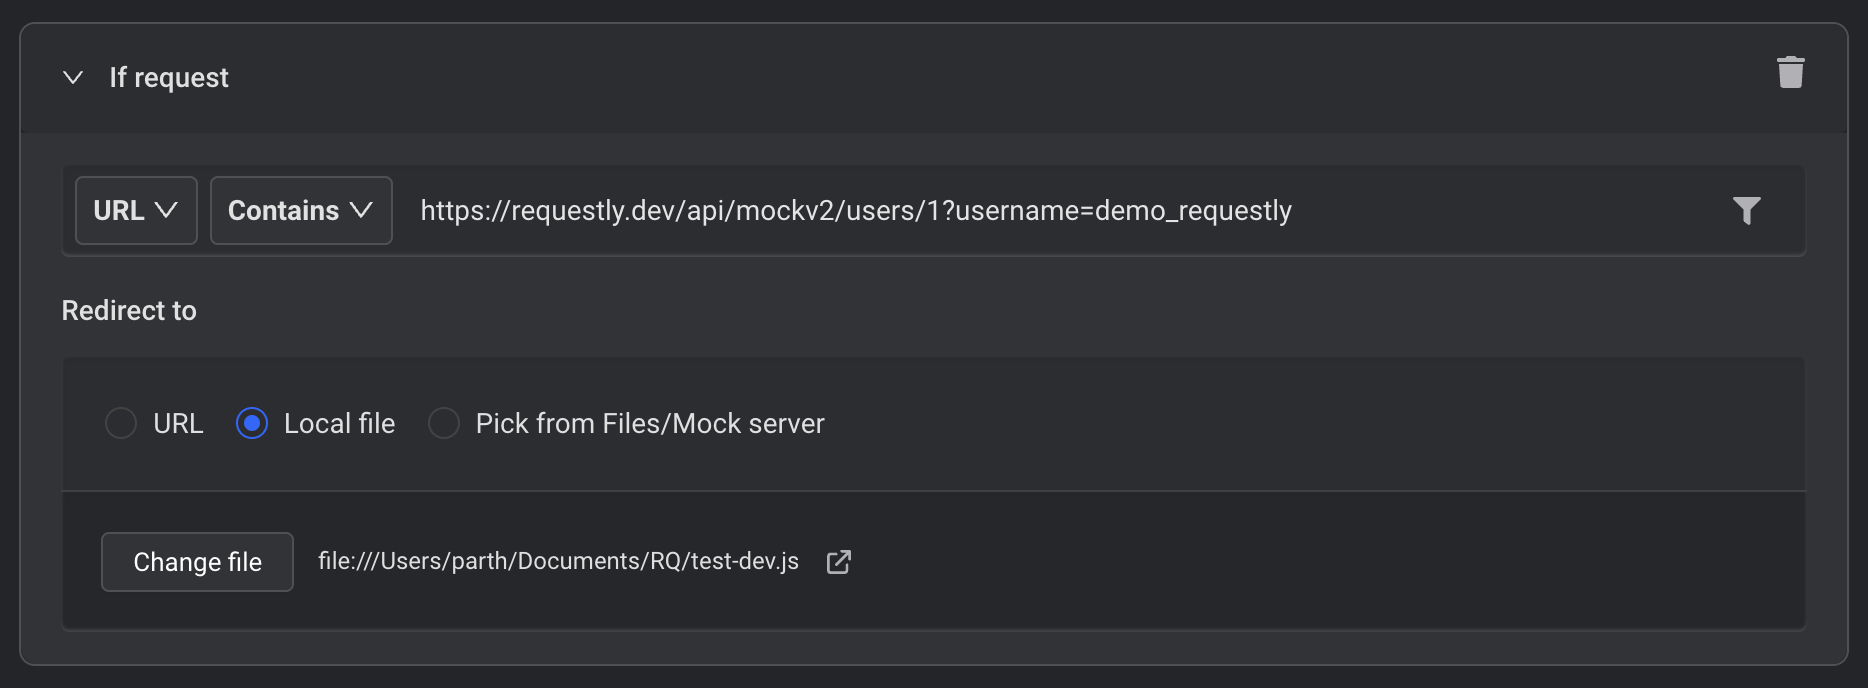 If request
URL Contains https://requestly.dev/api/mockv2/users/1?username=demo_requestly
Redirect to
URL Local file Pick from Files/Mock server
Change file file:///Users/parth/Documents/RQ/test-dev.js